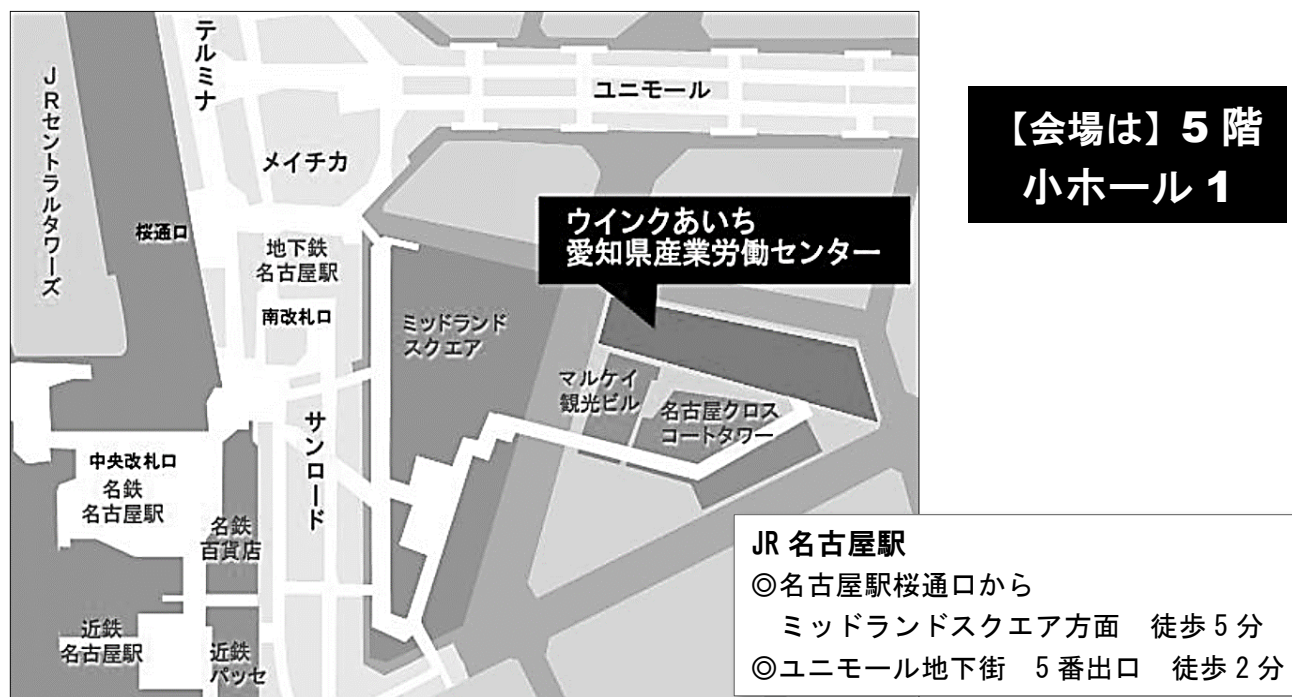 テルミナ
JRセントラルタワーズ
ユニモール
メイチカ
【会場は】5階
小ホール1
桜通口
地下鉄
名古屋駅
ウインクあいち
愛知県産業労働センター
南改札口
ミッドランド
スクエア
マルケイ
観光ビル
名古屋クロス
コートタワー
サンロード
中央改札口
名鉄
名古屋駅
名鉄
百貨店
近鉄
名古屋駅
近鉄
パッセ
JR名古屋駅
◎名古屋駅桜通口から
ミッドランドスクエア方面 徒歩5分
◎ユニモール地下街 5番出口 徒歩2分